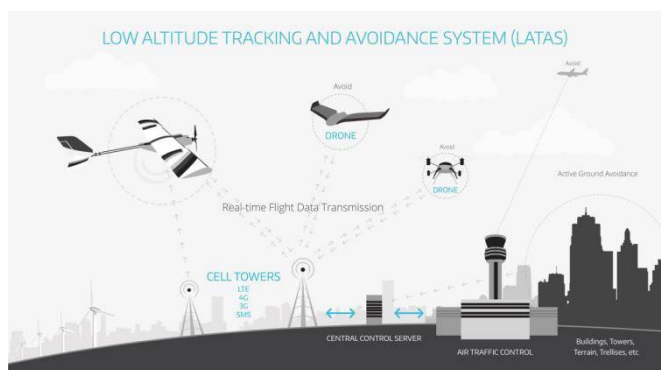 LOW ALTITUDE TRACKING AND AVOIDANCE SYSTEM (LATAS)
Avoid
Avoid
DRONE
Avoid
DRONE
Active Ground Avoidance
Real-time Flight Data Transmission
CELL TOWERS
LTE
4G
3G
SMS
CENTRAL CONTROL SERVER
AIR TRAFFIC CONTROL
Buildings, Towers,
Terrain, Trellises, etc